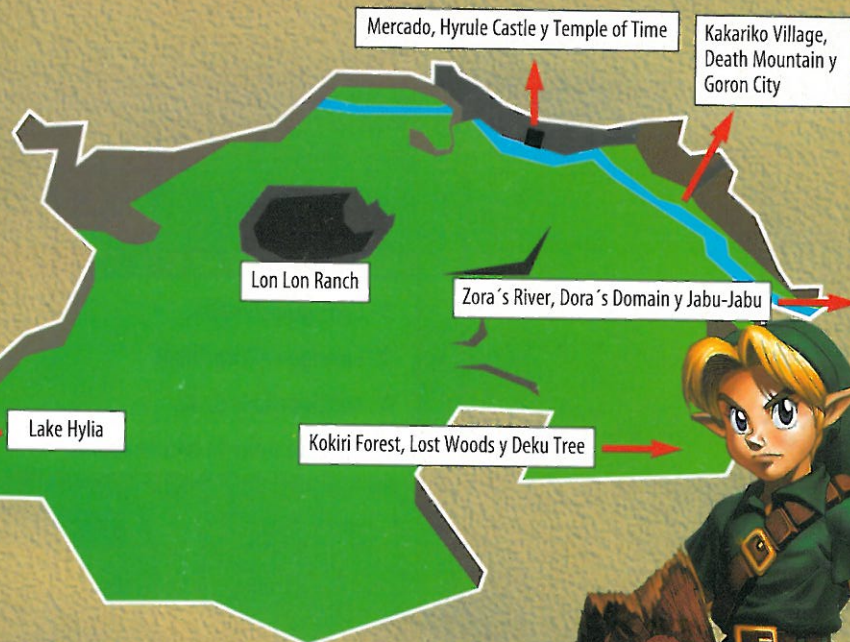 Mercado, Hyrule Castle y Temple of Time
Kakariko Village,
Death Mountain y
Goron City
Lon Lon Ranch
Zora´s River, Dora´s Domain y Jabu-Jabu
Lake Hylia
Kokiri Forest, Lost Woods y Deku Tree